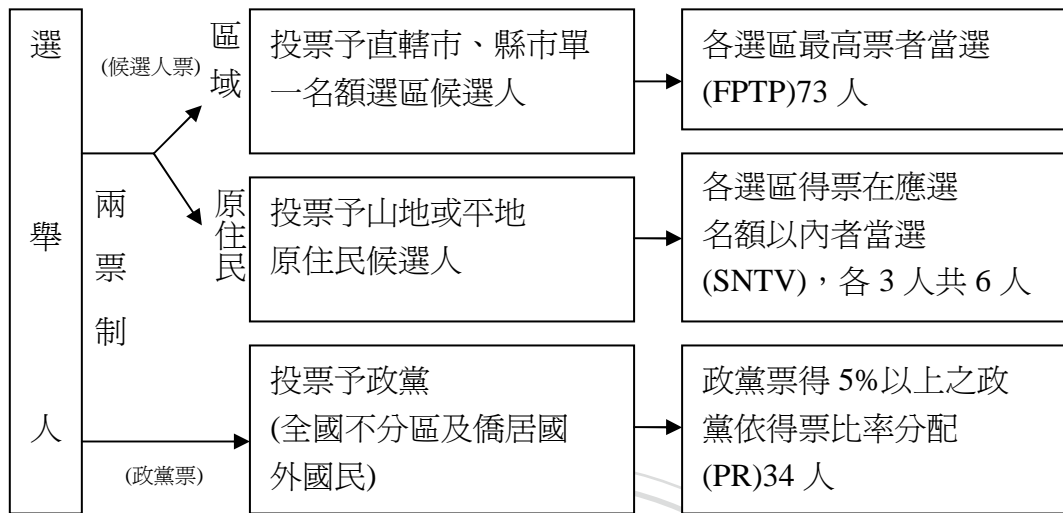 選舉人
兩票制
(候選人票)
區域
投票予直轄市、縣市單
一名額選區候選人
各選區最高票者當選
(FPTP)73 人
原住民
投票予山地或平地
原住民候選人
各選區得票在應選
名額以內者當選
(SNTV)，各 3 人共 6 人
(政黨票)
投票予政黨
(全國不分區及僑居國
外國民)
政黨票得 5%以上之政
黨依得票比率分配
(PR)34 人